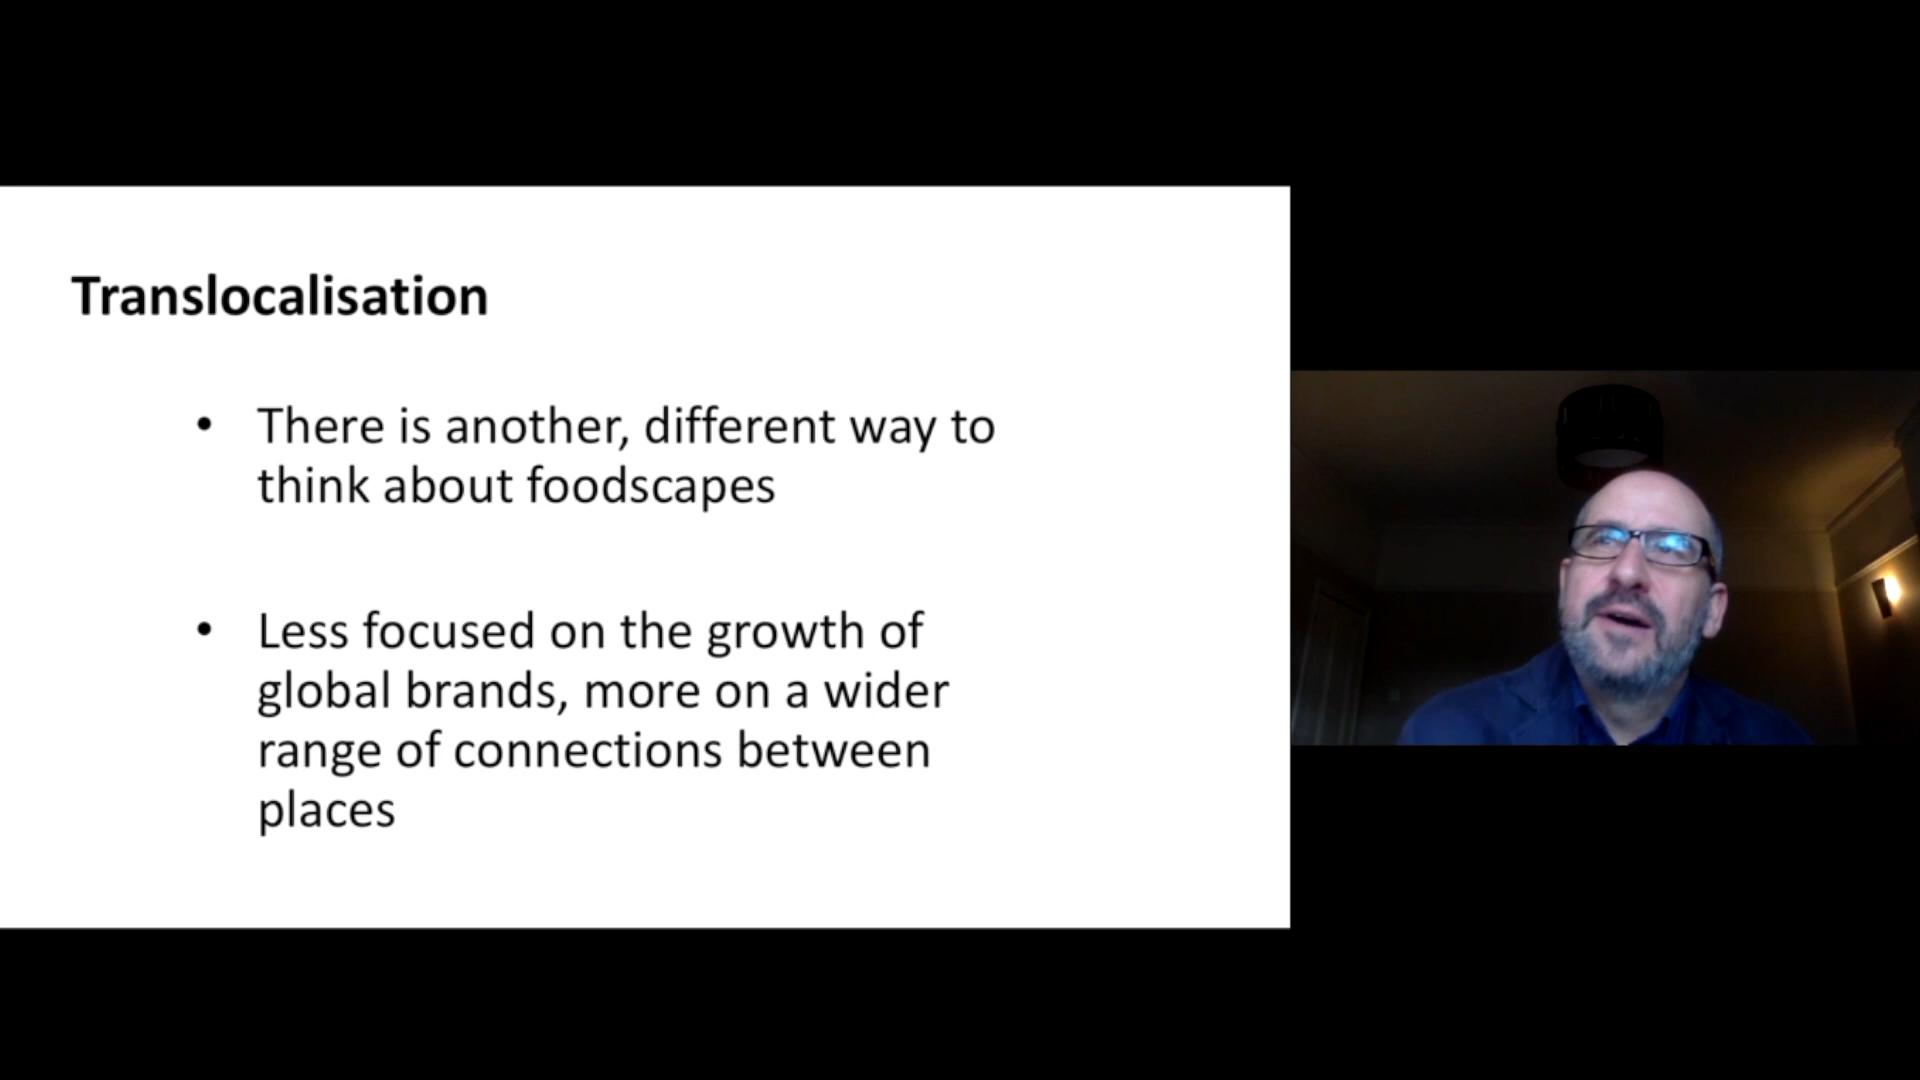 Translocalisation
• There is another, different way to
think about foodscapes
• Less focused on the growth of
global brands, more on a wider
range of connections between
places